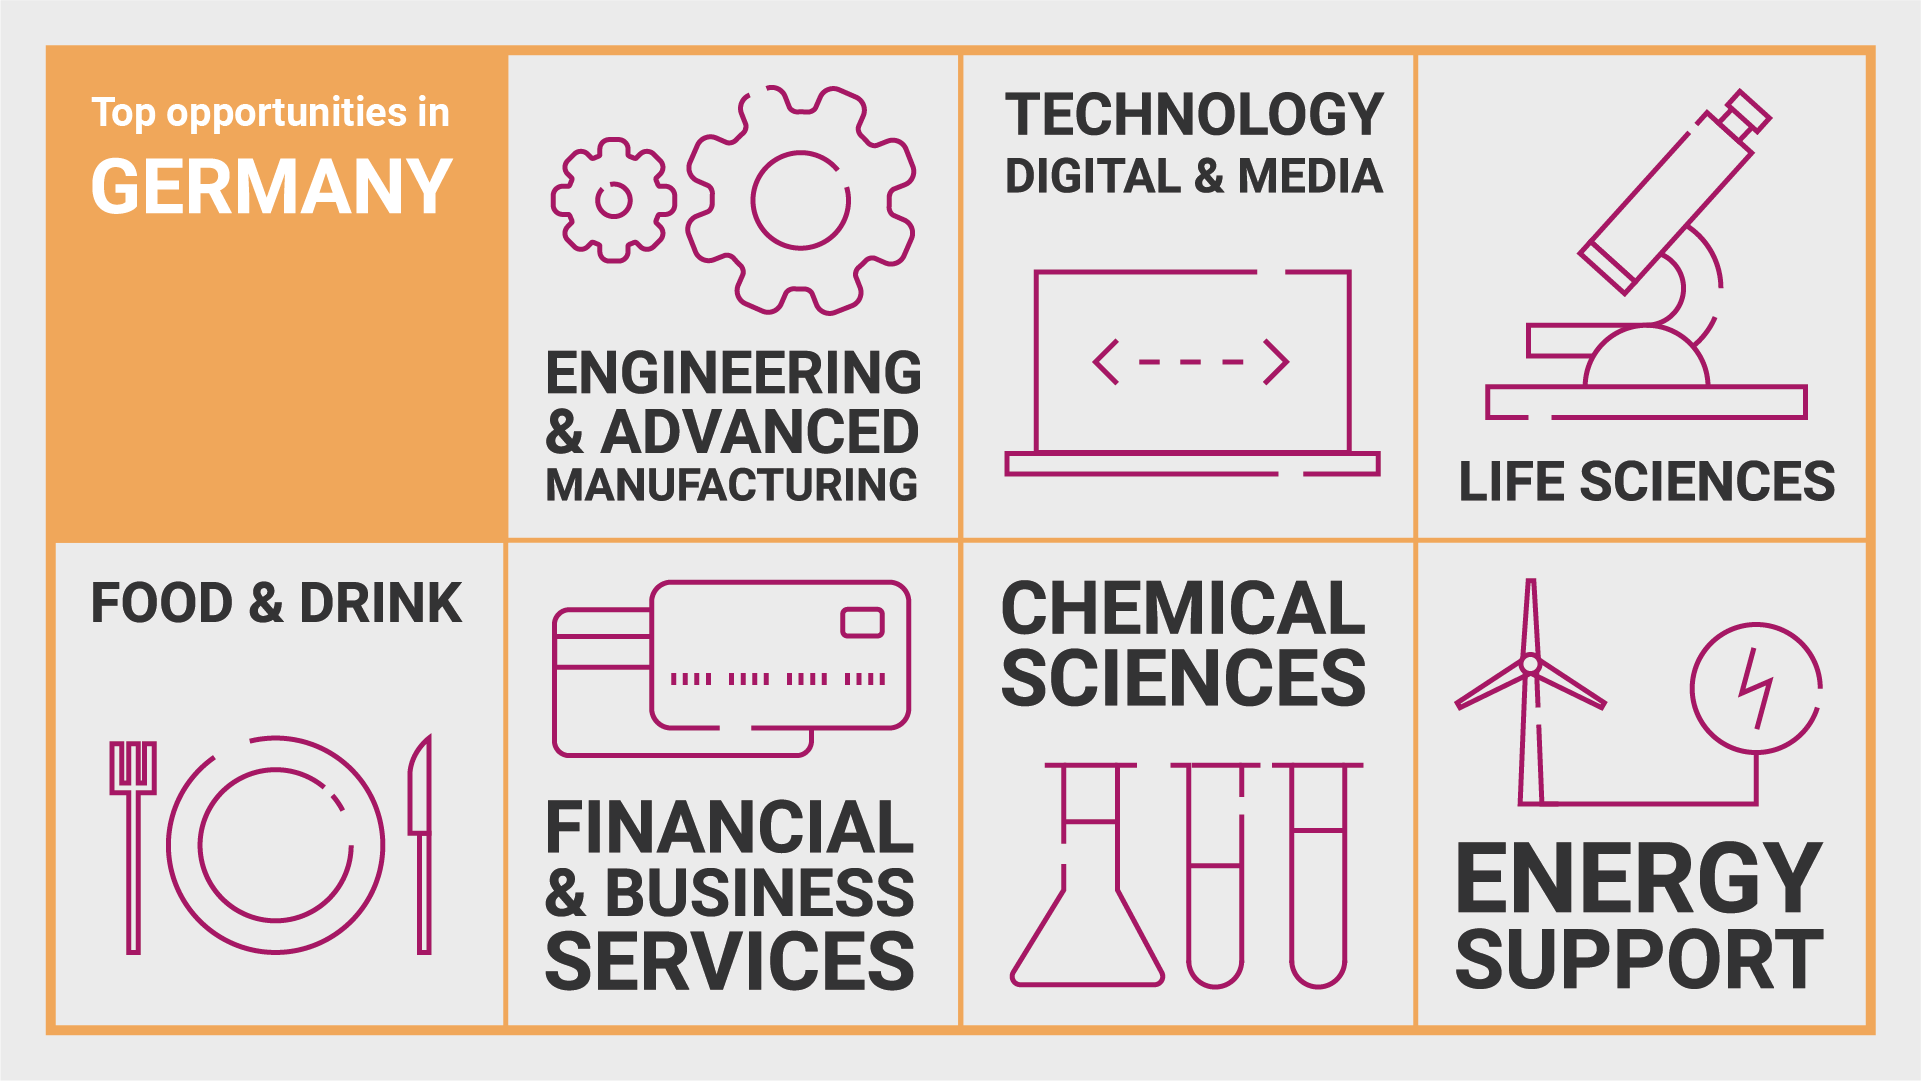 Top opportunities in
GERMANY
ENGINEERING
& ADVANCED
MANUFACTURING
TECHNOLOGY
DIGITAL & MEDIA
LIFE SCIENCES
FOOD & DRINK
FINANCIAL
& BUSINESS
SERVICES
CHEMICAL
SCIENCES
ENERGY
SUPPORT